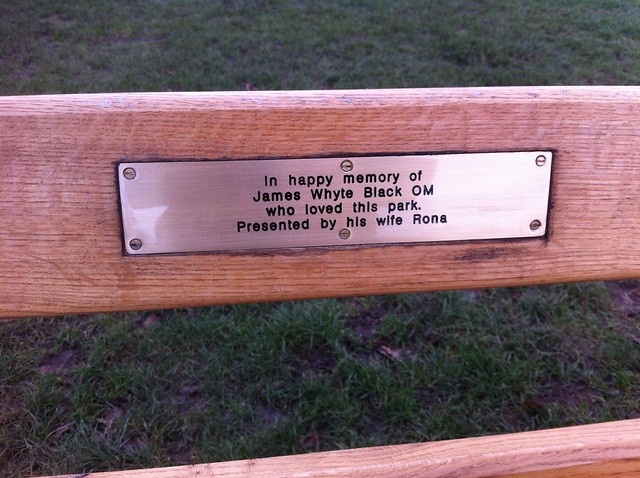 In happy memory of
James Whyte Black OM
who loved this park.
Presented by his wife Rona